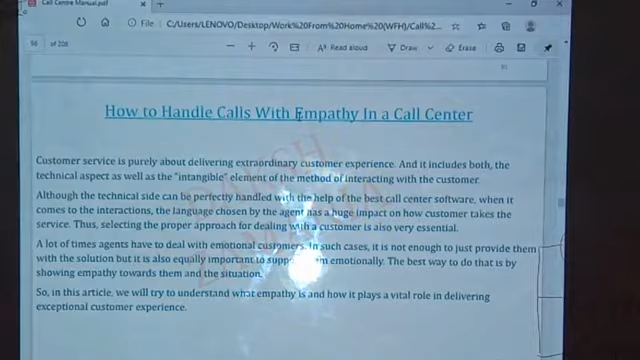 Call Centre Manual.pdf
File
C:/Users/LENOVO/Desktop/Work%20From%20Home%20(WFH)/Call%2...
of 206
Read aloud
Draw
Erase
How to Handle Calls With Empathy In a Call Center
Customer service is purely about delivering extraordinary customer experience. And it includes both, the
technical aspect as well as the "intangible" element of the method of interacting with the customer.
Although the technical side can be perfectly handled with the help of the best call center software, when it
comes to the interactions, the language chosen by the agent has a huge impact on how customer takes the
service. Thus, selecting the proper approach for dealing with a customer is also very essential.
A lot of times agents have to deal with emotional customers. In such cases, it is not enough to just provide them
with the solution but it is also equally important to emotionally. The best way to do that is by
showing empathy towards them and the situation.
So, in this article, we will try to understand what empathy is and how it plays a vital role in delivering
exceptional customer experience.